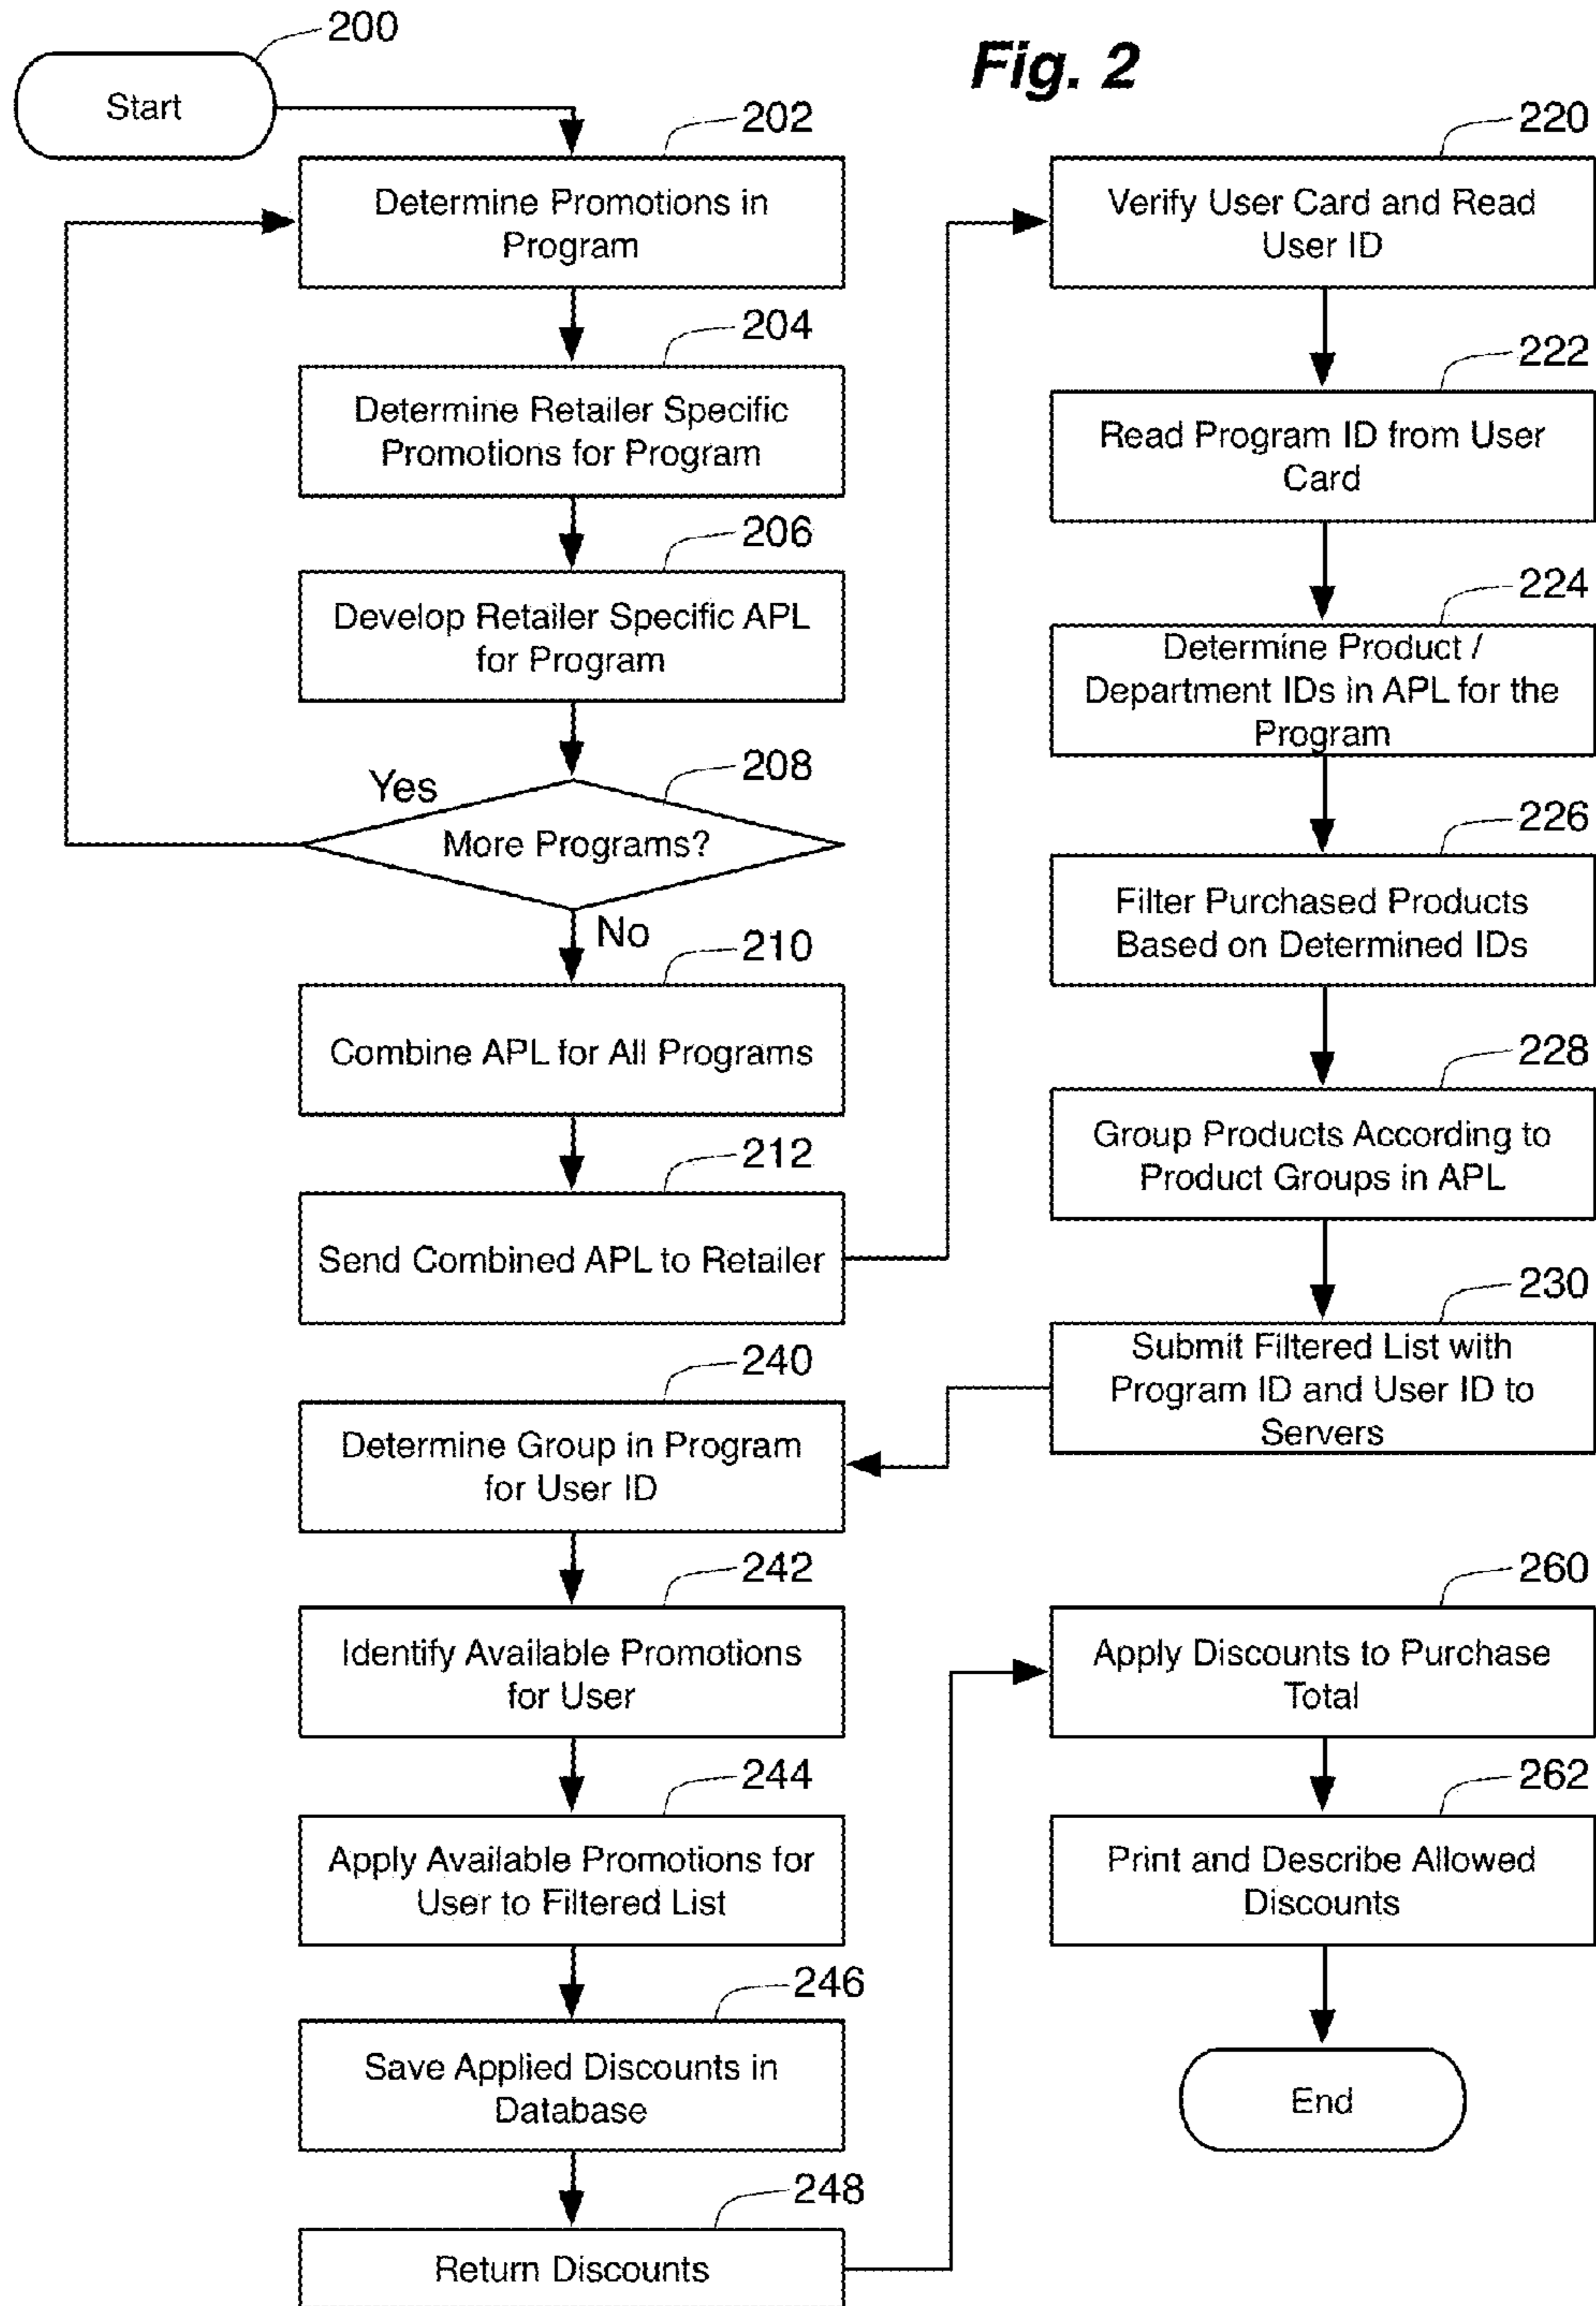 Fig. 2
200
Start
202
Determine Promotions in
Program
204
Determine Retailer Specific
Promotions for Program
206
Develop Retailer Specific APL
for Program
208
Yes
More Programs?
No
210
Combine APL for All Programs
212
Send Combined APL to Retailer
220
Verify User Card and Read
User ID
222
Read Program ID from User
Card
224
Determine Product /
Department IDs in APL for the
Program
226
Filter Purchased Products
Based on Determined IDs
228
Group Products According to
Product Groups in APL
230
Submit Filtered List with
Program ID and User ID to
Servers
240
Determine Group in Program
for User ID
242
Identify Available Promotions
for User
244
Apply Available Promotions for
User to Filtered List
246
Save Applied Discounts in
Database
248
Return Discounts
260
Apply Discounts to Purchase
Total
262
Print and Describe Allowed
Discounts
End